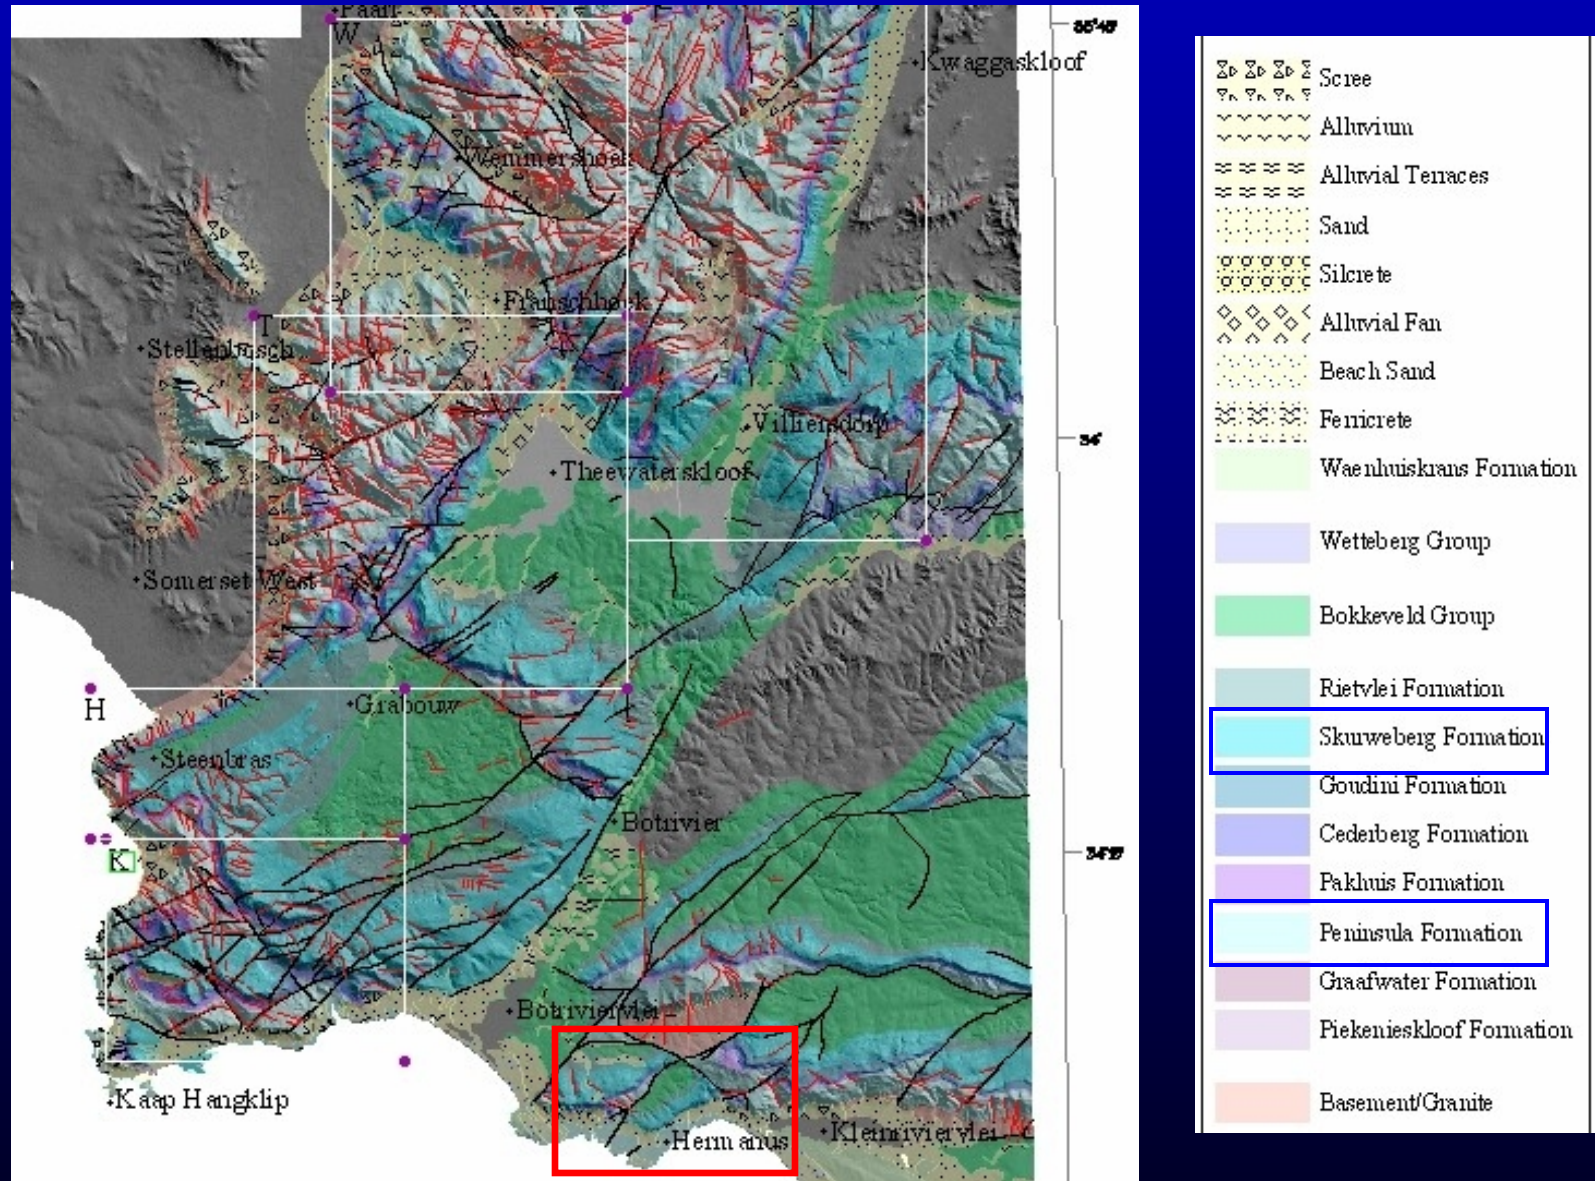 Paarl
W
Kwaggaskloof
Wemmershoek
Franschhoek
T
Stellenbosch
Villiersdorp
34°
Theewaterskloof
Somerset West
H
Grabouw
Steenbras
Botrivier
K
Botriviervlei
Kaap Hangklip
Hermanus
Kleinriviervlei
Scree
Alluvium
Alluvial Terraces
Sand
Silcrete
Alluvial Fan
Beach Sand
Ferricrete
Waenhuiskrans Formation
Wetteberg Group
Bokkeveld Group
Rietvlei Formation
Skurweberg Formation
Goudini Formation
Cederberg Formation
Pakhuis Formation
Peninsula Formation
Graafwater Formation
Piekenieskloof Formation
Basement/Granite